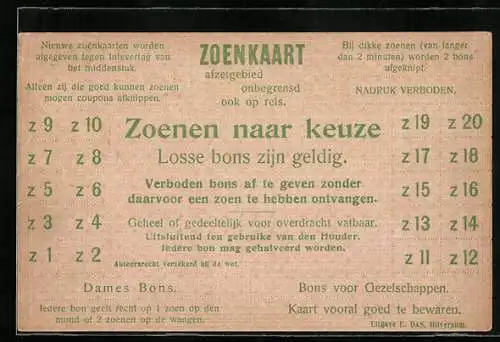 Nieuwe zoenkaarten worden
afgegeven tegen inlevering van
het middenstuk.
Alleen zij die goed kunnen zoenen
mogen coupons afknippen.
ZOENKAART
afzetgebied
onbegrensd
ook op reis.
Bij dikke zoenen (van langer
dan 2 minuten) worden 2 bons
afgeknipt.
NADRUK VERBODEN.
z 9 z 10
z 7 z 8
z 5 z 6
z 3 z 4
z 1 z 2
Zoenen naar keuze
Losse bons zijn geldig.
Verboden bons af te geven zonder
daarvoor een zoen te hebben ontvangen.
Geheel of gedeeltelijk voor overdracht vatbaar.
Uitsluitend ten gebruike van den Houder.
Iedere bon mag gehalveerd worden.
Auteursrecht verzekerd bij de wet.
z 19 z 20
z 17 z 18
z 15 z 16
z 13 z 14
z 11 z 12
Dames Bons.
Iedere bon geeft recht op 1 zoen op den
mond of 2 zoenen op de wangen.
Bons voor Gezelschappen.
Kaart vooral goed te bewaren.
Uitgave E. DAS, Hilversum.